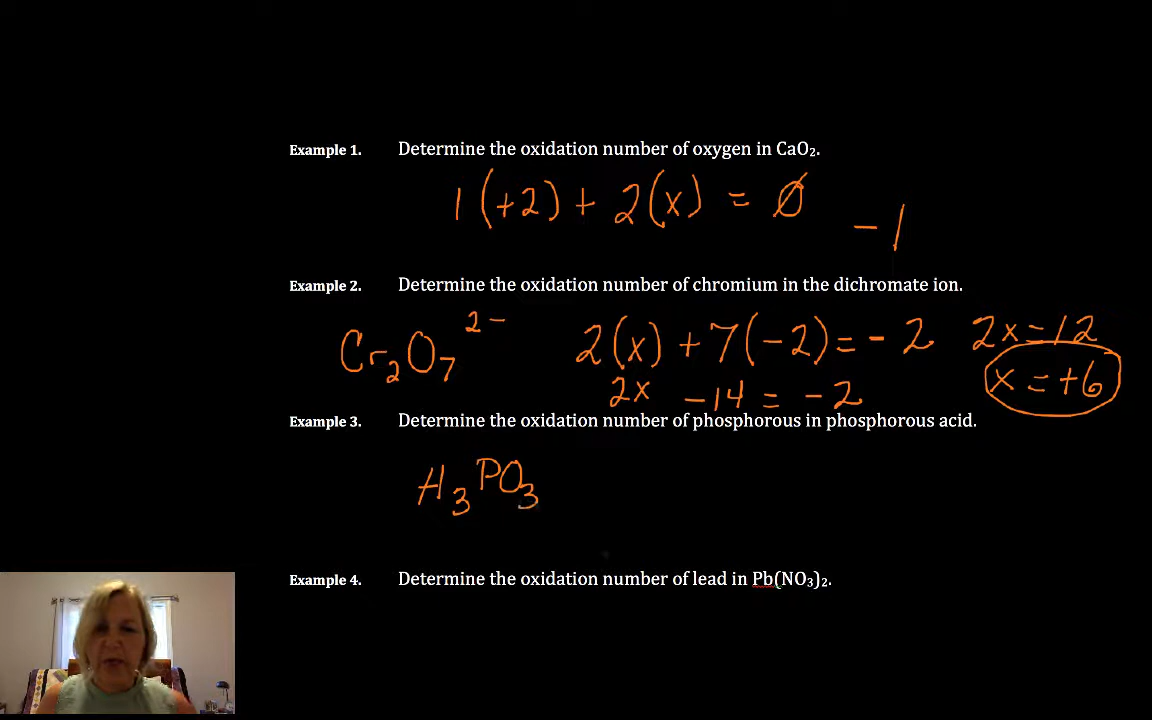 Example 1. Determine the oxidation number of oxygen in CaO₂.
1(+2) + 2(x) = 0
-1
Example 2. Determine the oxidation number of chromium in the dichromate ion.
Cr₂O₇²⁻ 2(x) + 7(-2) = -2 2x = 12
2x -14 = -2 x = +6
Example 3. Determine the oxidation number of phosphorous in phosphorous acid.
H₃PO₃
Example 4. Determine the oxidation number of lead in Pb(NO₃)₂.